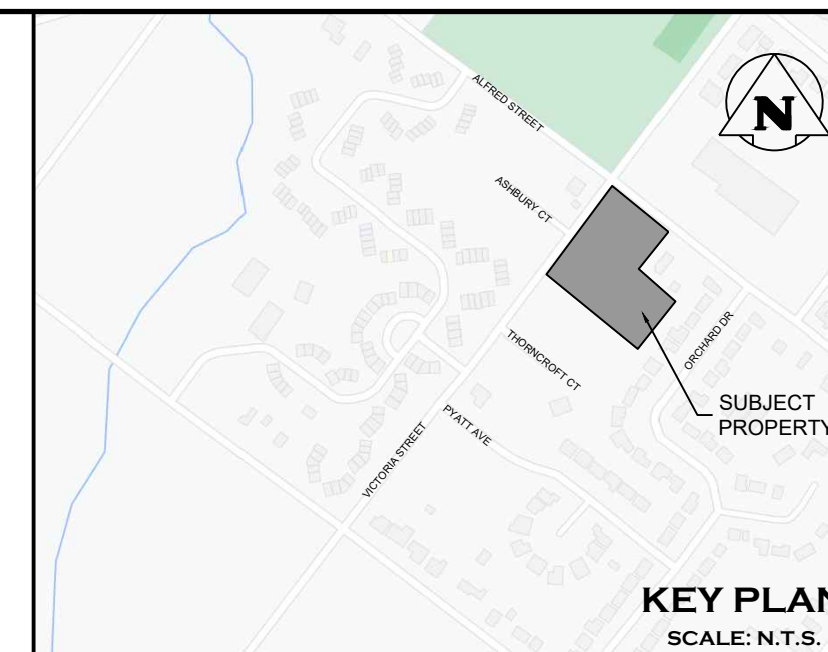 ALFRED STREET
N
ASHBURY CT
ORCHARD DR
THORNCROFT CT
SUBJECT
PROPERTY
PYATT AVE
VICTORIA STREET
KEY PLAN
SCALE: N.T.S.